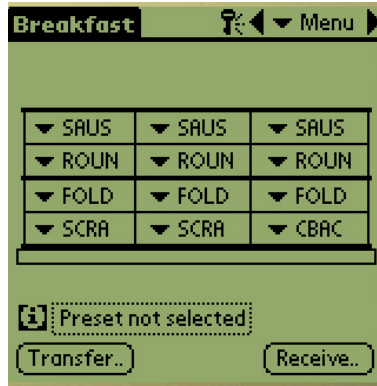 Breakfast Menu
SAUS SAUS SAUS
ROUN ROUN ROUN
FOLD FOLD FOLD
SCRA SCRA CBAC
Preset not selected
Transfer.. Receive..